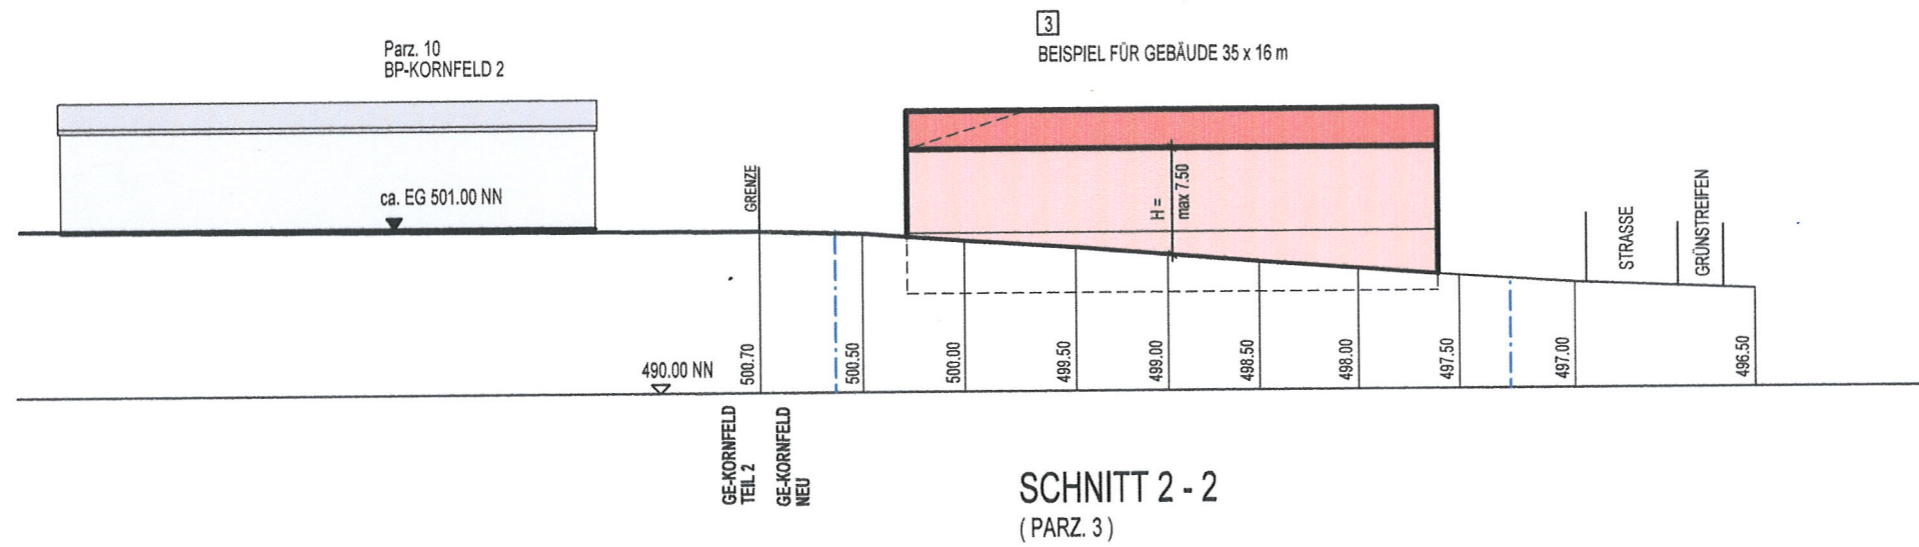 3
BEISPIEL FÜR GEBÄUDE 35 x 16 m
Parz. 10
BP-KORNFELD 2
ca. EG 501.00 NN
GRENZE
H =
max 7.50
STRASSE
GRÜNSTREIFEN
490.00 NN
500.70
500.50
500.00
499.50
499.00
498.50
498.00
497.50
497.00
496.50
GE-KORNFELD
TEIL 2
GE-KORNFELD
NEU
SCHNITT 2 - 2
( PARZ. 3 )